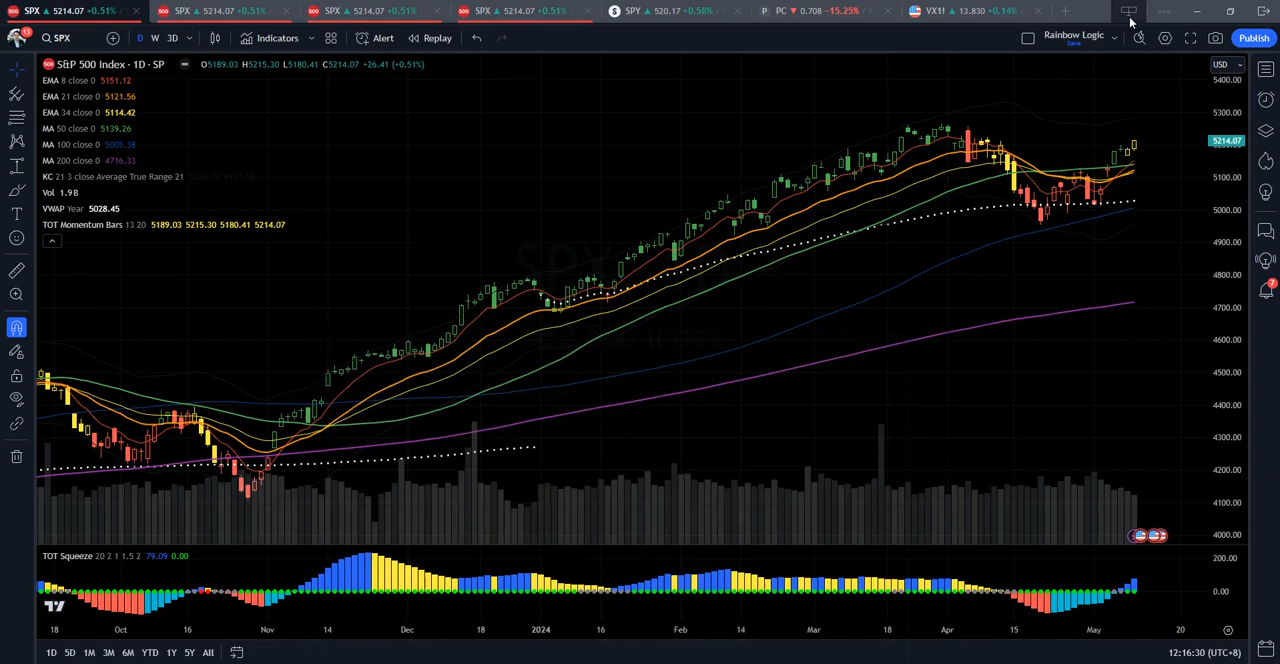 SPX 5214.07 +0.51%
SPX 5214.07 +0.51%
SPX 5214.07 +0.51%
SPX 5214.07 +0.51%
SPY 520.17 +0.58%
P PC 0.708 −15.25%
VX1! 13.830 +0.14%
13
SPX
D W 3D
Indicators
Alert
Replay
Rainbow Logic
Save
Publish
500 S&P 500 Index · 1D · SP
O5189.03 H5215.30 L5180.41 C5214.07 +26.41 (+0.51%)
USD
EMA 8 close 0 5151.12
EMA 21 close 0 5121.56
EMA 34 close 0 5114.42
MA 50 close 0 5139.26
MA 100 close 0 5005.38
MA 200 close 0 4716.33
KC 21 3 close Average True Range 21
Vol 1.9B
VWAP Year 5028.45
TOT Momentum Bars 13 20 5189.03 5215.30 5180.41 5214.07
5400.00
5300.00
5214.07
5100.00
5000.00
4900.00
4800.00
4700.00
4600.00
4500.00
4400.00
4300.00
4200.00
4100.00
4000.00
7
TOT Squeeze 20 2 1 1.5 2 79.09 0.00
200.00
0.00
18 Oct 16 Nov 14 Dec 18 2024 16 Feb 14 Mar 18 Apr 15 May 20
1D 5D 1M 3M 6M YTD 1Y 5Y All
12:16:30 (UTC+8)